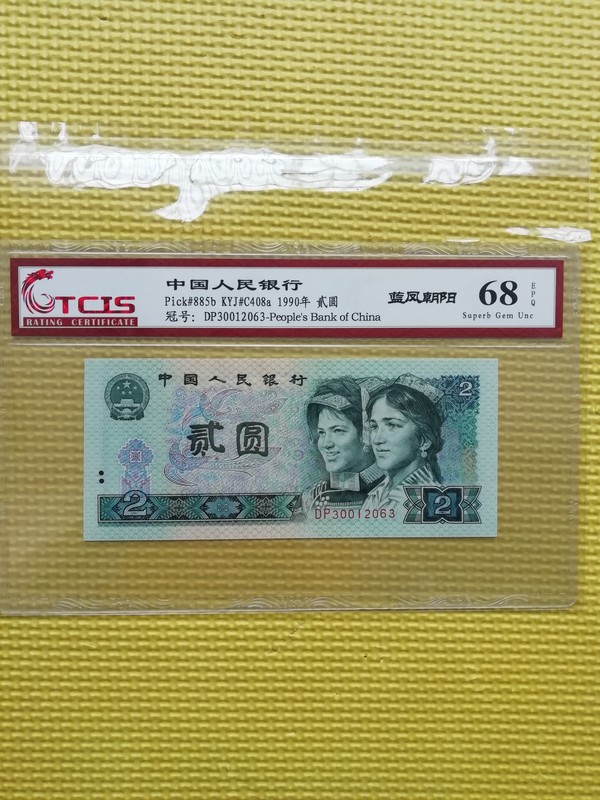 TCIS
RATING CERTIFICATE
中国人民银行
Pick#885b KYJ#C408a 1990年 贰圆
冠号: DP30012063-People's Bank of China
蓝凤朝阳
68
EPQ
Superb Gem Unc
中国人民银行
2
贰圆
2
DP30012063
2